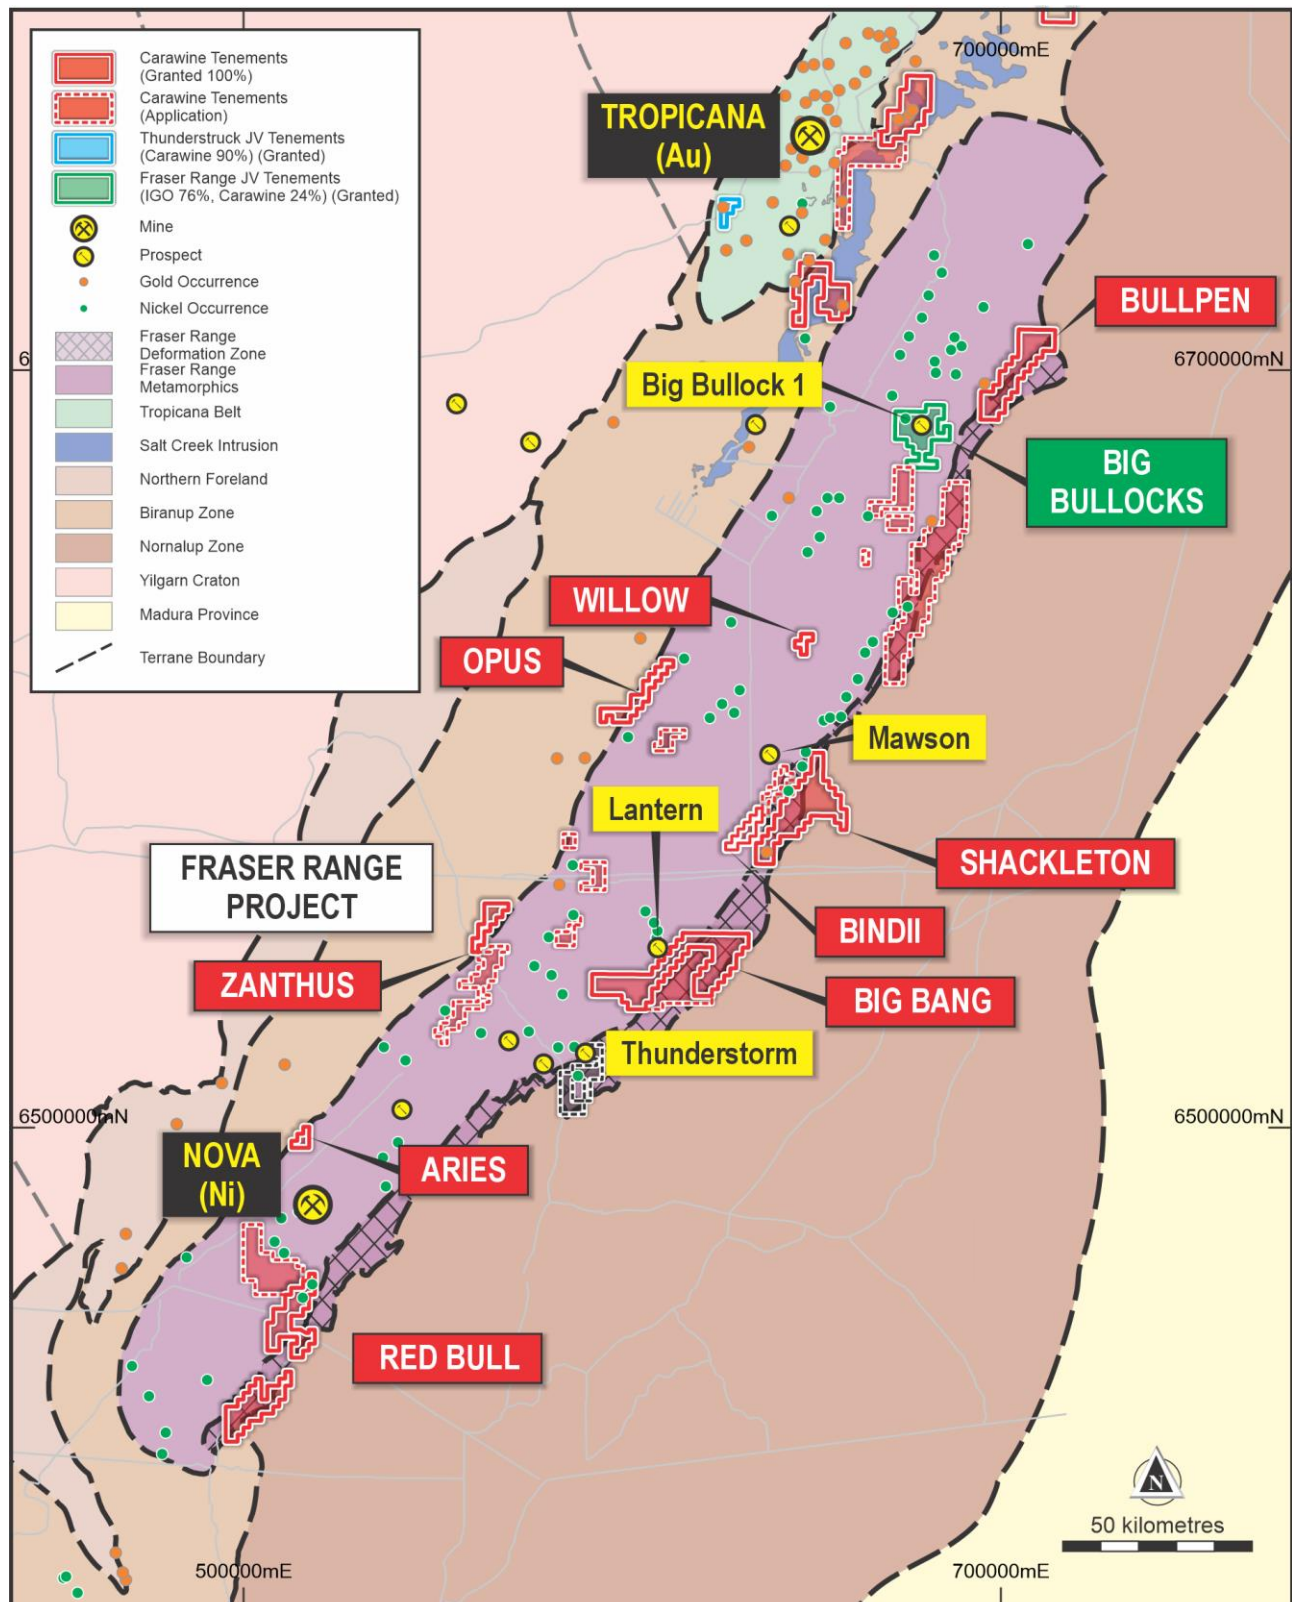 Carawine Tenements
(Granted 100%)
Carawine Tenements
(Application)
Thunderstruck JV Tenements
(Carawine 90%) (Granted)
Fraser Range JV Tenements
(IGO 76%, Carawine 24%) (Granted)
Mine
Prospect
Gold Occurrence
Nickel Occurrence
Fraser Range
Deformation Zone
Fraser Range
Metamorphics
Tropicana Belt
Salt Creek Intrusion
Northern Foreland
Biranup Zone
Nornalup Zone
Yilgarn Craton
Madura Province
Terrane Boundary
700000mE
TROPICANA
(Au)
BULLPEN
6
6700000mN
Big Bullock 1
BIG
BULLOCKS
WILLOW
OPUS
Mawson
Lantern
FRASER RANGE
PROJECT
SHACKLETON
BINDII
ZANTHUS
BIG BANG
Thunderstorm
6500000mN
6500000mN
NOVA
(Ni)
ARIES
RED BULL
N
50 kilometres
500000mE
700000mE